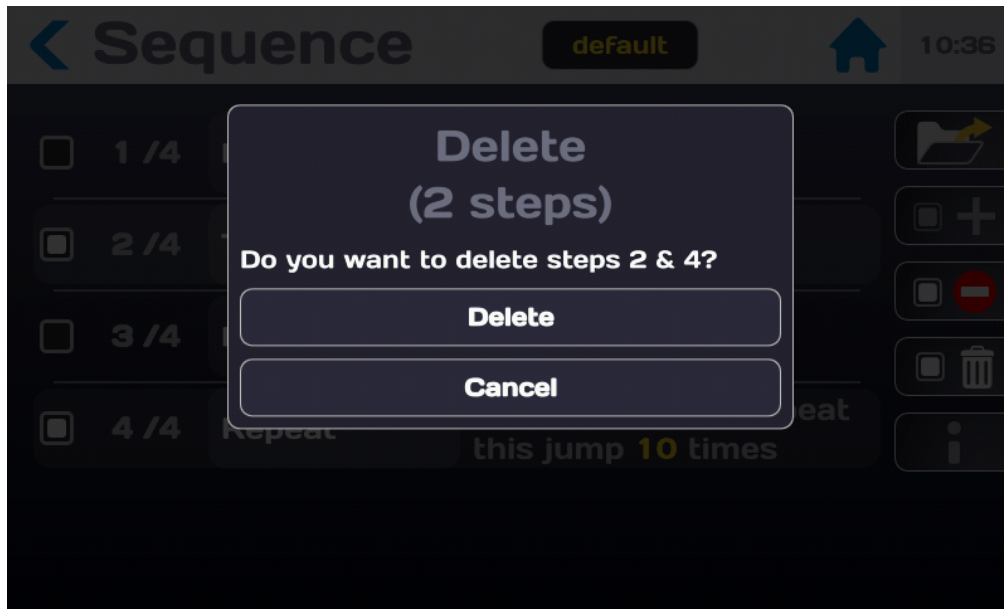 Sequence
default
10:36
1 /4
Delete
(2 steps)
2 /4
Do you want to delete steps 2 & 4?
Delete
3 /4
Cancel
4 /4
Repeat
this jump 10 times